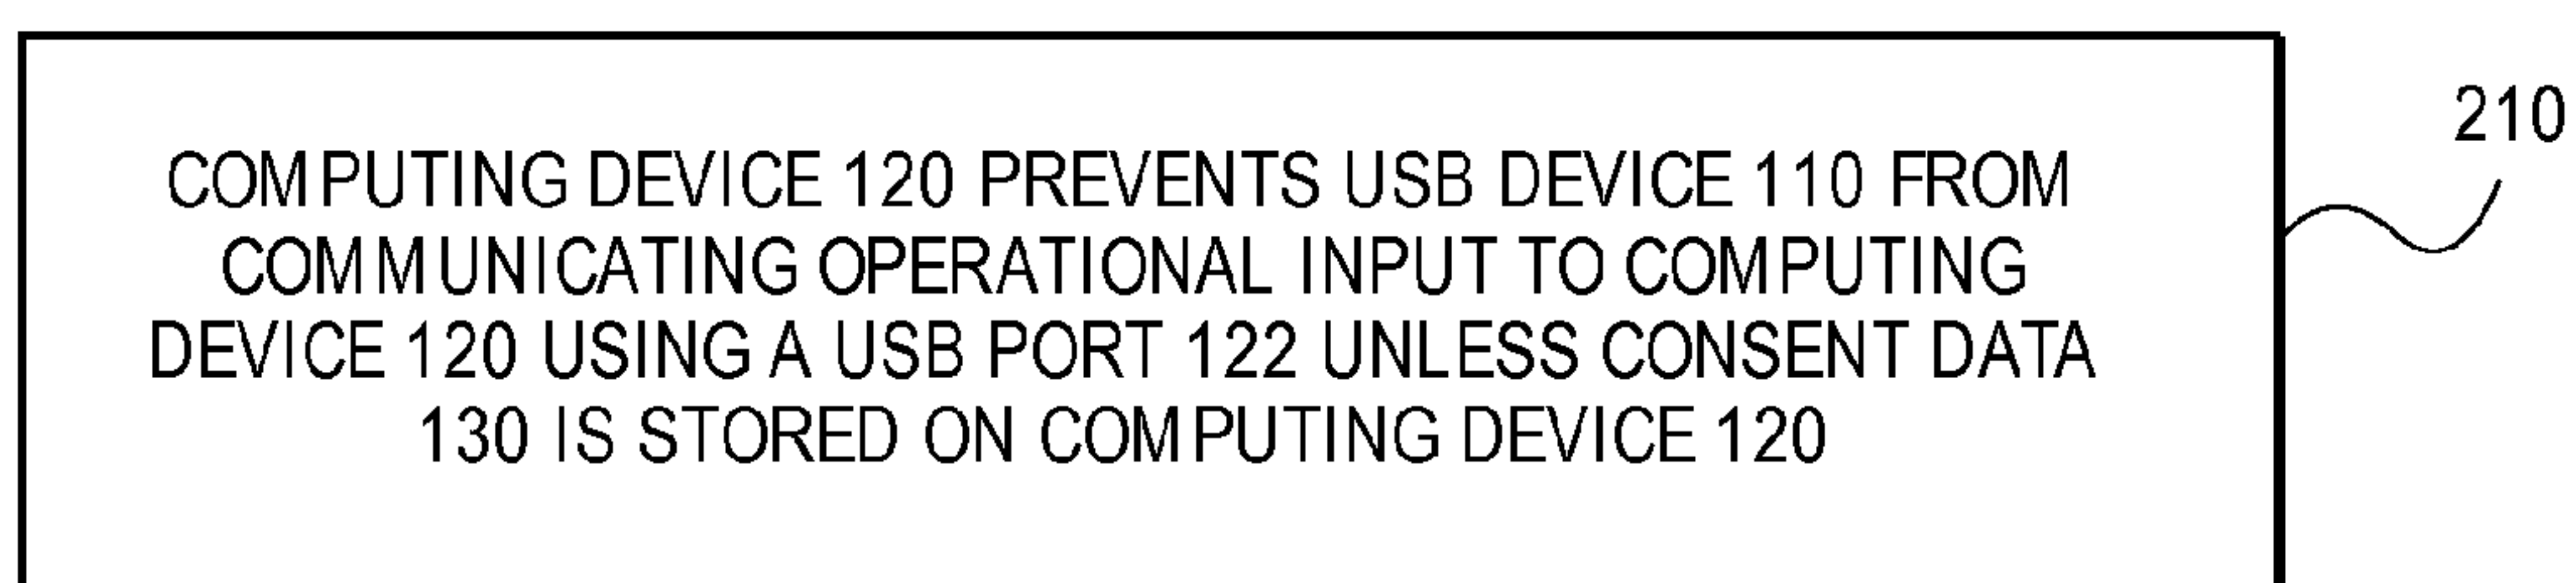 210
COMPUTING DEVICE 120 PREVENTS USB DEVICE 110 FROM
COMMUNICATING OPERATIONAL INPUT TO COMPUTING
DEVICE 120 USING A USB PORT 122 UNLESS CONSENT DATA
130 IS STORED ON COMPUTING DEVICE 120